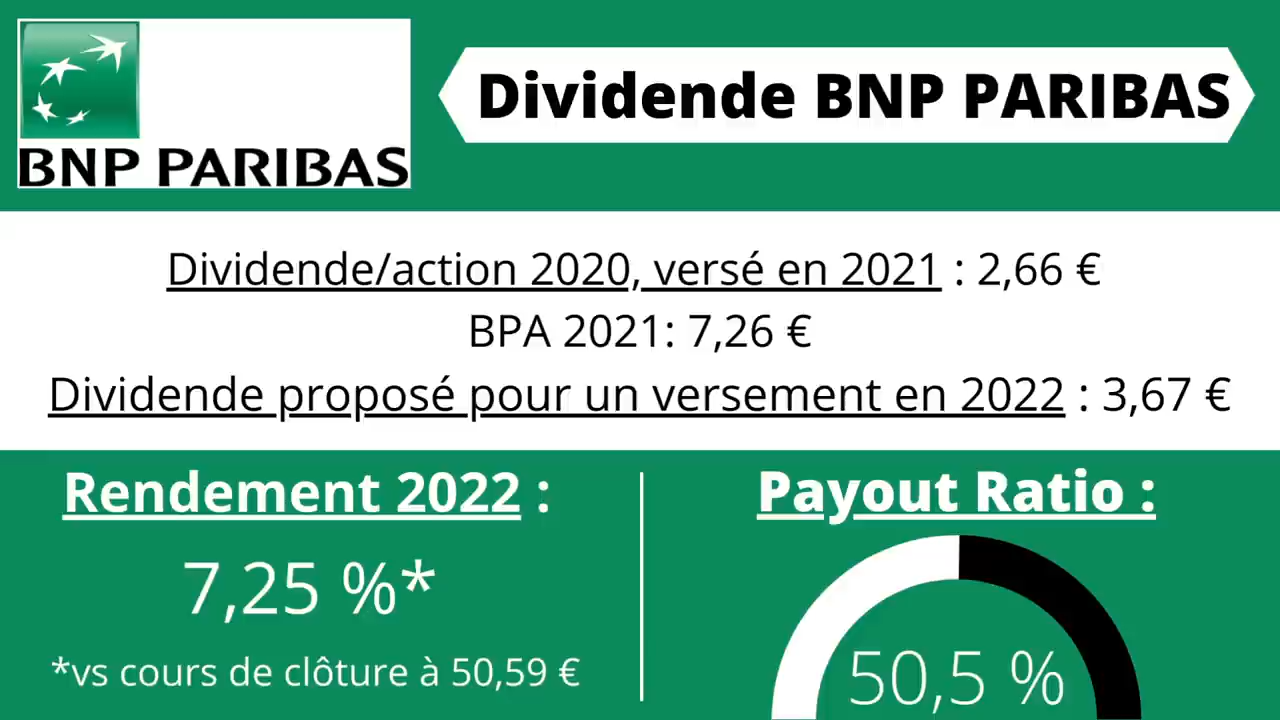 BNP PARIBAS
Dividende BNP PARIBAS
Dividende/action 2020, versé en 2021 : 2,66 €
BPA 2021: 7,26 €
Dividende proposé pour un versement en 2022 : 3,67 €
Rendement 2022 :
7,25 %*
*vs cours de clôture à 50,59 €
Payout Ratio :
50,5 %